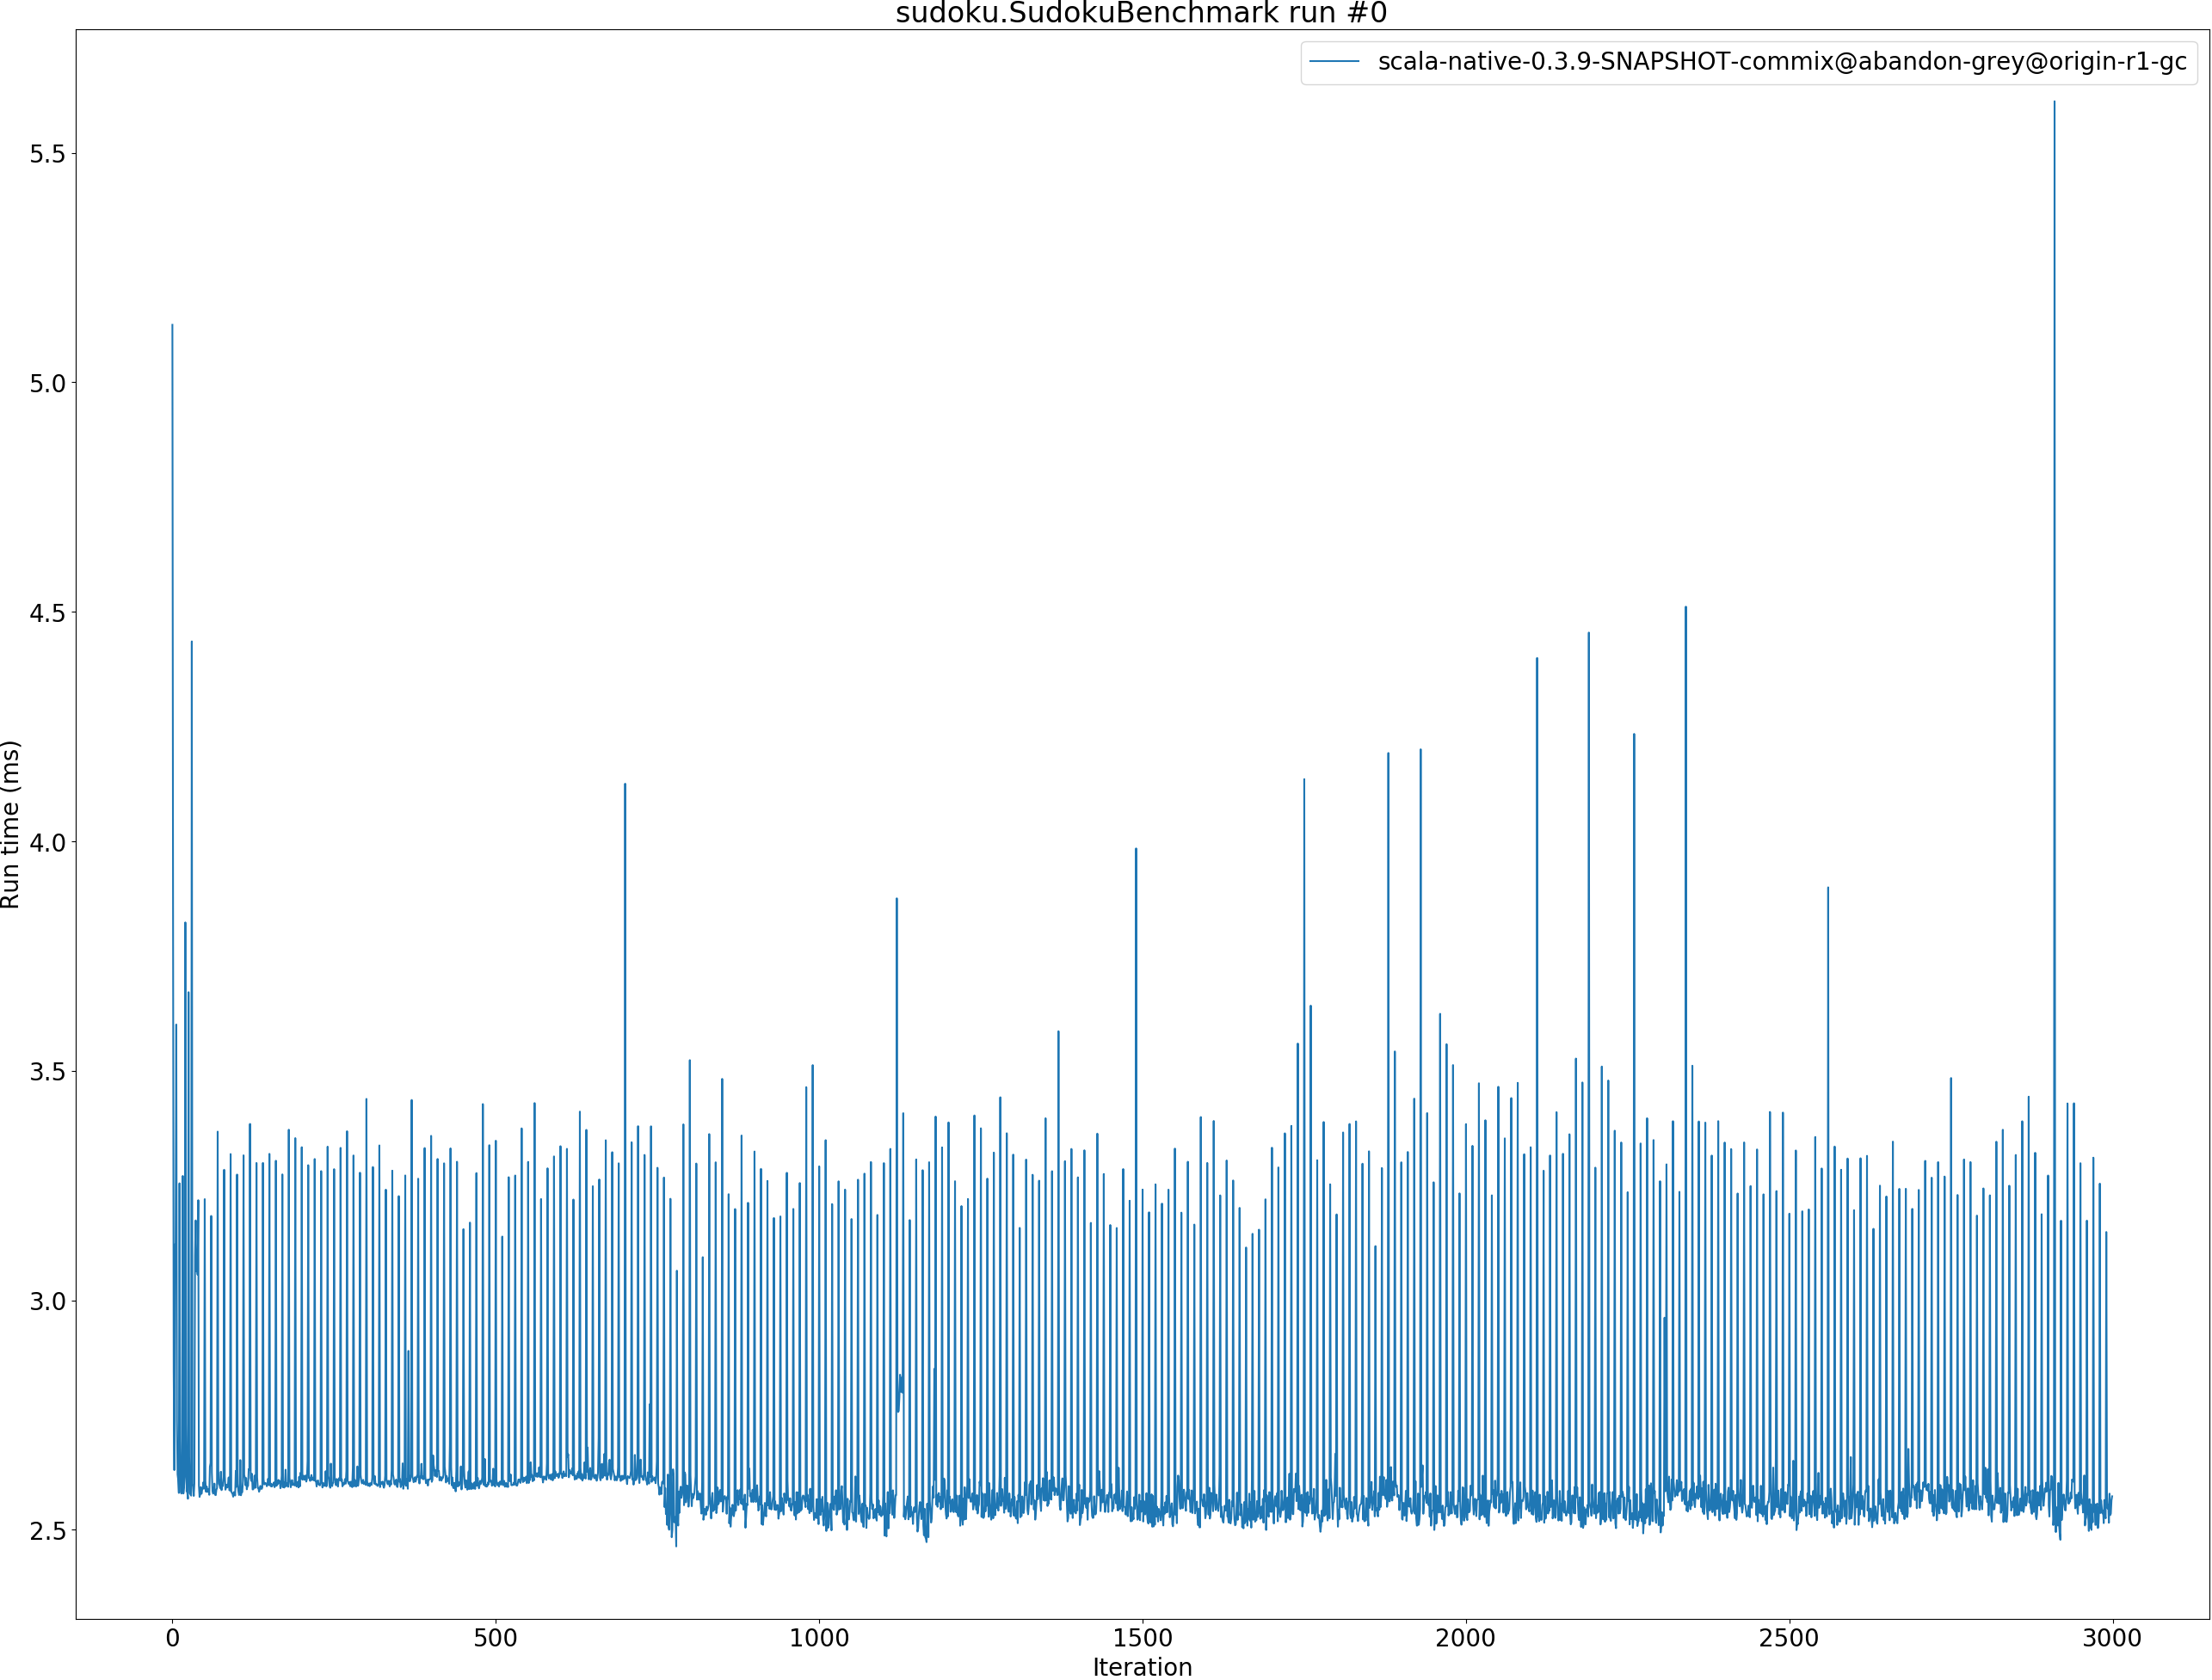 sudoku.SudokuBenchmark run #0
scala-native-0.3.9-SNAPSHOT-commix@abandon-grey@origin-r1-gc
Run time (ms)
5.5
5.0
4.5
4.0
3.5
3.0
2.5
0 500 1000 1500 2000 2500 3000
Iteration